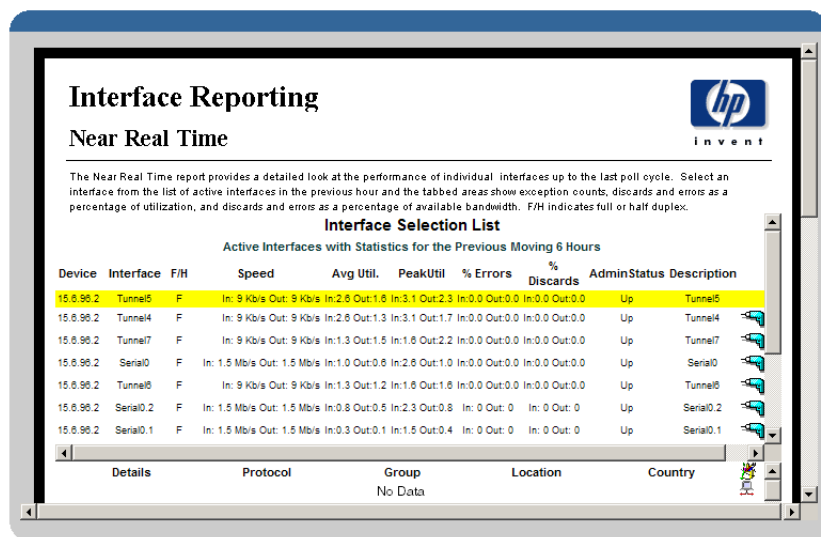 Interface Reporting
Near Real Time
hp
invent
The Near Real Time report provides a detailed look at the performance of individual interfaces up to the last poll cycle. Select an
interface from the list of active interfaces in the previous hour and the tabbed areas show exception counts, discards and errors as a
percentage of utilization, and discards and errors as a percentage of available bandwidth. F/H indicates full or half duplex.
Interface Selection List
Active Interfaces with Statistics for the Previous Moving 6 Hours
Device Interface F/H Speed Avg Util. PeakUtil % Errors % Discards AdminStatus Description
15.6.96.2 Tunnel5 F In: 9 Kb/s Out: 9 Kb/s In:2.6 Out:1.6 In:3.1 Out:2.3 In:0.0 Out:0.0 In:0.0 Out:0.0 Up Tunnel5
15.6.96.2 Tunnel4 F In: 9 Kb/s Out: 9 Kb/s In:2.6 Out:1.3 In:3.1 Out:1.7 In:0.0 Out:0.0 In:0.0 Out:0.0 Up Tunnel4
15.6.96.2 Tunnel7 F In: 9 Kb/s Out: 9 Kb/s In:1.3 Out:1.5 In:1.6 Out:2.2 In:0.0 Out:0.0 In:0.0 Out:0.0 Up Tunnel7
15.6.96.2 Serial0 F In: 1.5 Mb/s Out: 1.5 Mb/s In:1.0 Out:0.6 In:2.6 Out:1.0 In:0.0 Out:0.0 In:0.0 Out:0.0 Up Serial0
15.6.96.2 Tunnel6 F In: 9 Kb/s Out: 9 Kb/s In:1.3 Out:1.2 In:1.6 Out:1.6 In:0.0 Out:0.0 In:0.0 Out:0.0 Up Tunnel6
15.6.96.2 Serial0.2 F In: 1.5 Mb/s Out: 1.5 Mb/s In:0.8 Out:0.5 In:2.3 Out:0.8 In: 0 Out: 0 In: 0 Out: 0 Up Serial0.2
15.6.96.2 Serial0.1 F In: 1.5 Mb/s Out: 1.5 Mb/s In:0.3 Out:0.1 In:1.5 Out:0.4 In: 0 Out: 0 In: 0 Out: 0 Up Serial0.1
Details Protocol Group Location Country
No Data